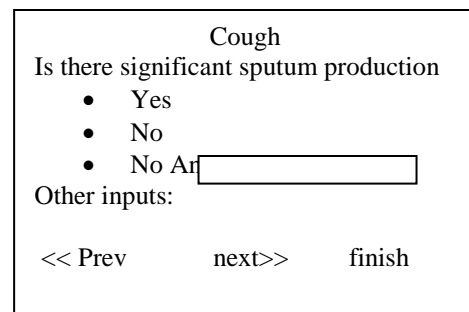 Cough
Is there significant sputum production
• Yes
• No
• No
Other inputs:
<< Prev next>> finish